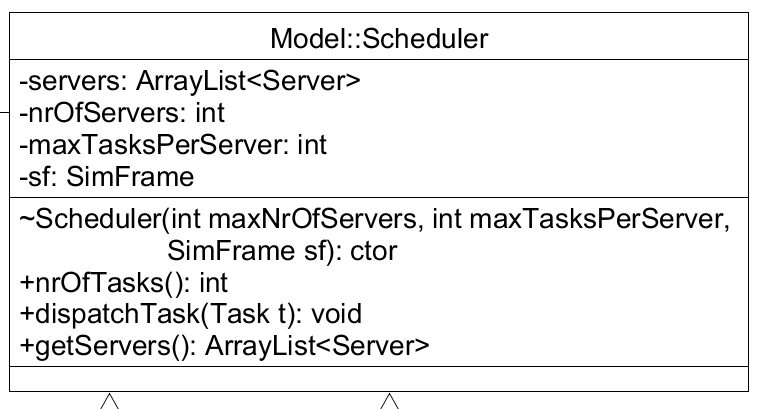 Model::Scheduler
-servers: ArrayList<Server>
-nrOfServers: int
-maxTasksPerServer: int
-sf: SimFrame
~Scheduler(int maxNrOfServers, int maxTasksPerServer,
SimFrame sf): ctor
+nrOfTasks(): int
+dispatchTask(Task t): void
+getServers(): ArrayList<Server>